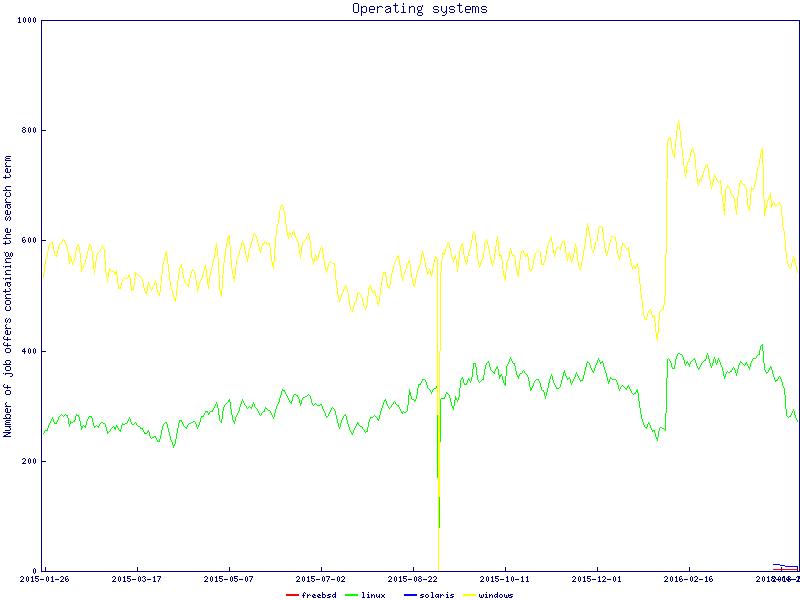 Operating systems
Number of job offers containing the search term
1000
800
600
400
200
0
2015-01-26 2015-03-17 2015-05-07 2015-07-02 2015-08-22 2015-10-11 2015-12-01 2016-02-16
freebsd linux solaris windows